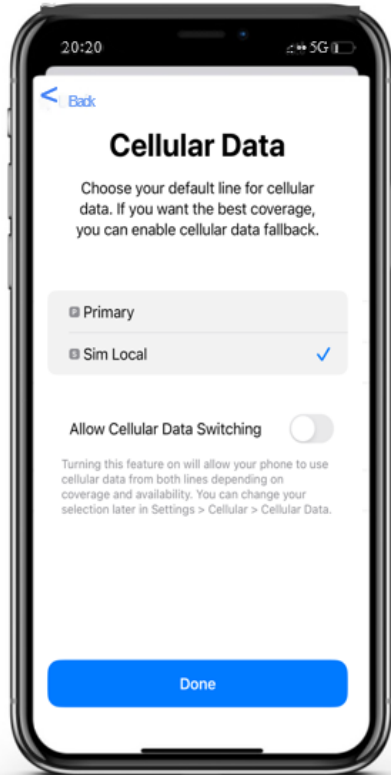 20:20
5G
< Back
Cellular Data
Choose your default line for cellular
data. If you want the best coverage,
you can enable cellular data fallback.
P Primary
S Sim Local
Allow Cellular Data Switching
Turning this feature on will allow your phone to use
cellular data from both lines depending on
coverage and availability. You can change your
selection later in Settings > Cellular > Cellular Data.
Done